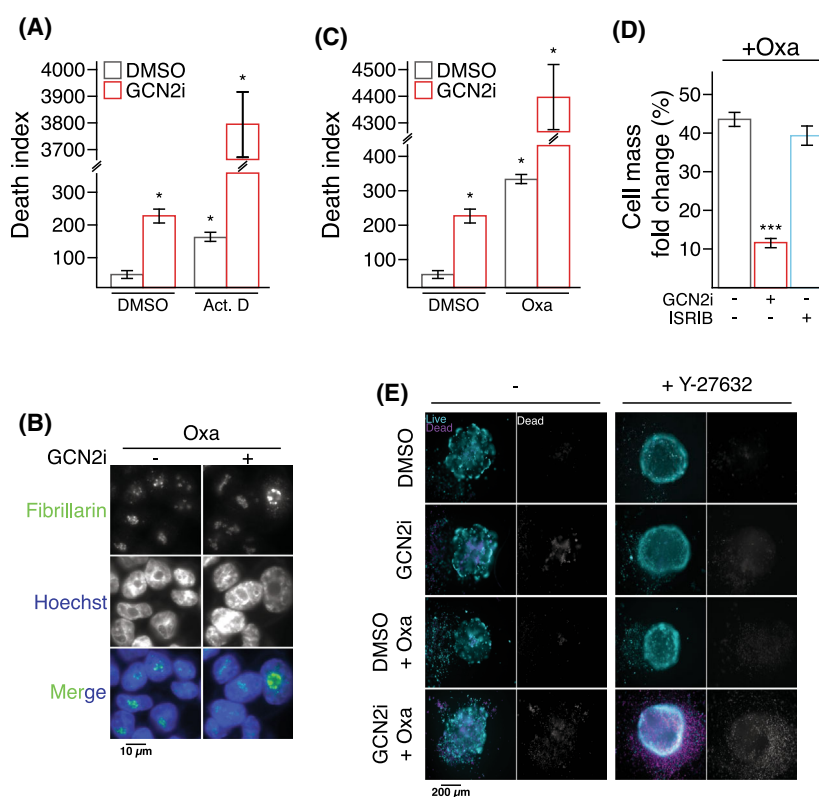 (A)
Death index
4000
3900
3800
3700
200
100
DMSO
GCN2i
*
*
*
DMSO
Act. D
(C)
Death index
4500
4400
4300
400
300
200
100
DMSO
GCN2i
*
*
*
DMSO
Oxa
(D)
+Oxa
Cell mass
fold change (%)
50
40
30
20
10
***
GCN2i - + -
ISRIB - - +
(B)
Oxa
GCN2i - +
Fibrillarin
Hoechst
Merge
10 µm
(E)
- + Y-27632
Live
Dead
Dead
DMSO
GCN2i
DMSO
+ Oxa
GCN2i
+ Oxa
200 µm